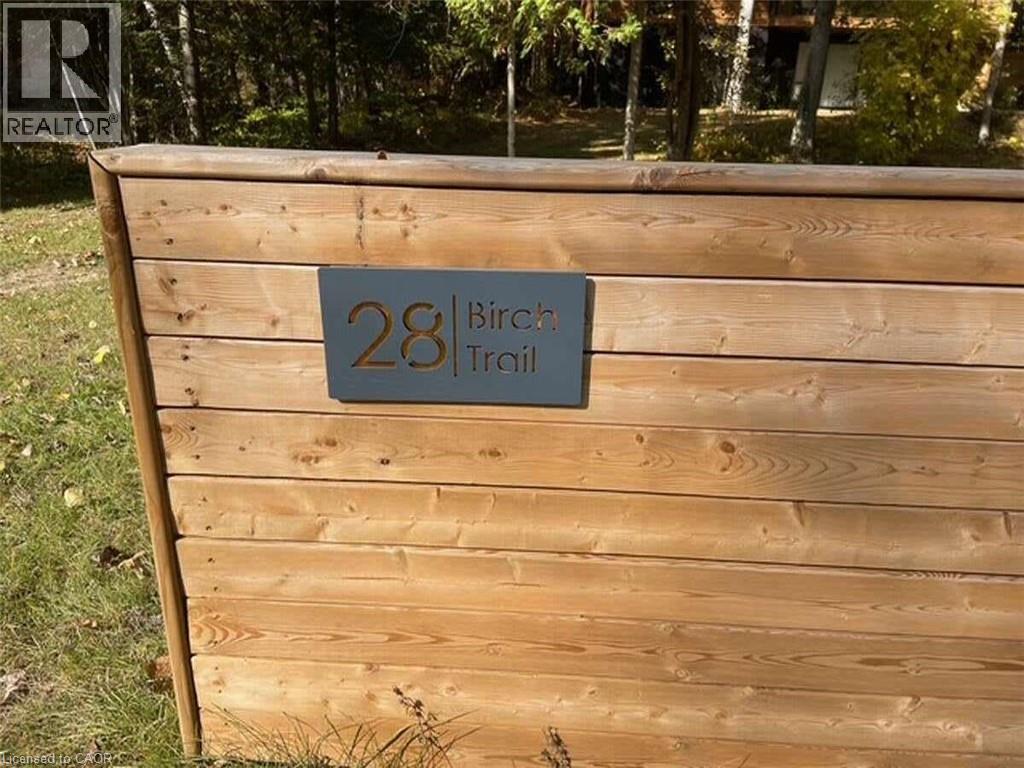 R
REALTOR®
28 Birch
Trail
Licensed to CAOR